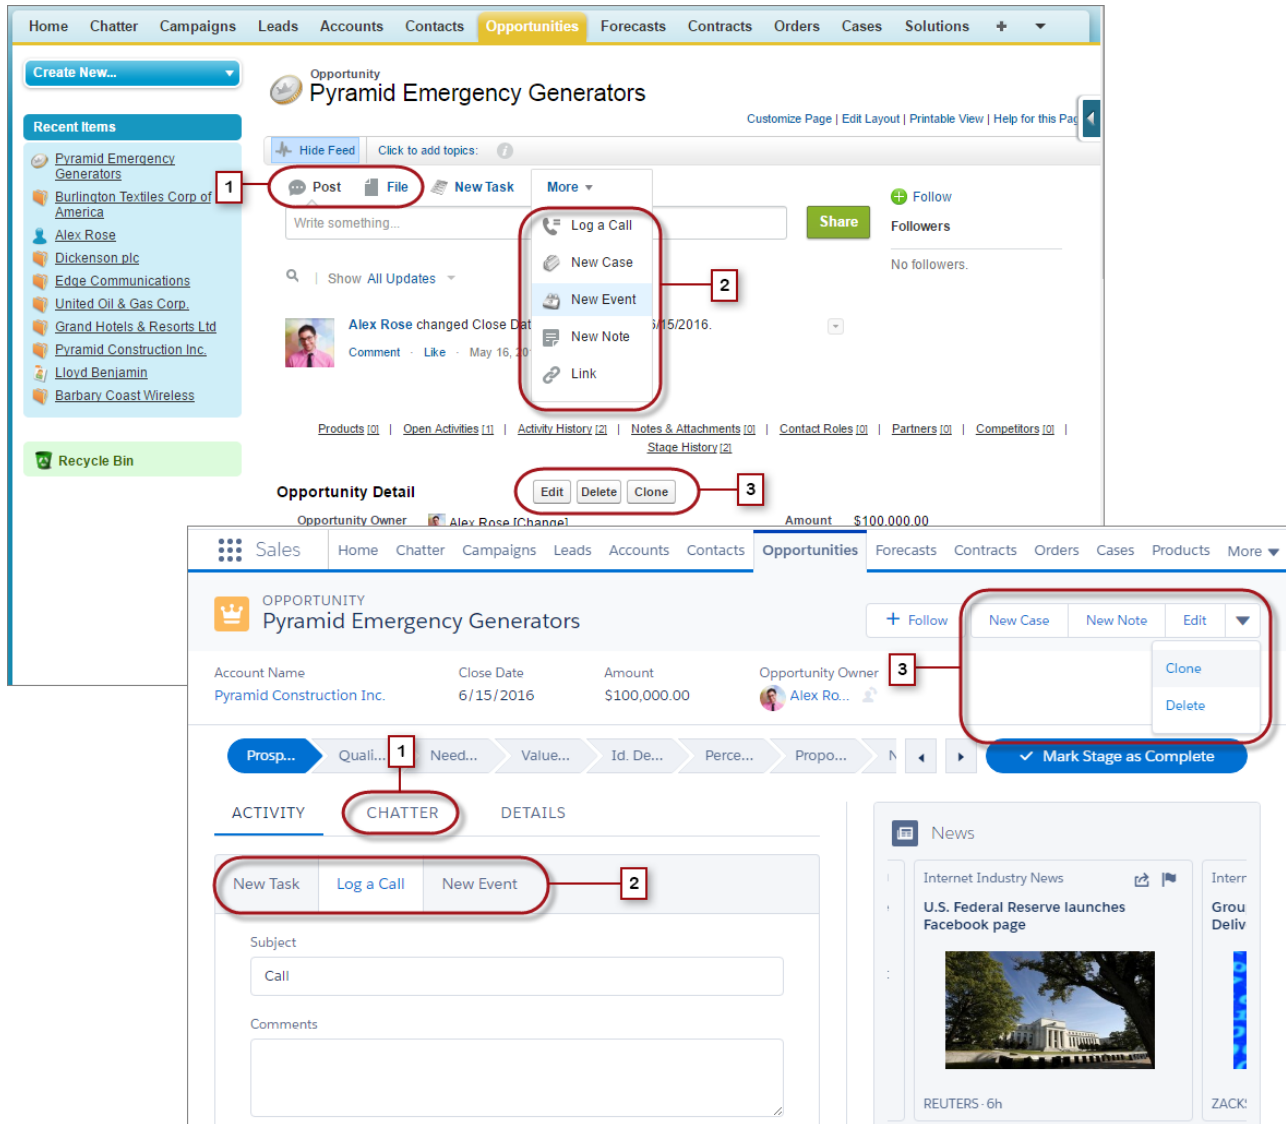 Home Chatter Campaigns Leads Accounts Contacts Opportunities Forecasts Contracts Orders Cases Solutions +
Create New...
Recent Items
Pyramid Emergency
Generators
Burlington Textiles Corp of
America
Alex Rose
Dickenson plc
Edge Communications
United Oil & Gas Corp.
Grand Hotels & Resorts Ltd
Pyramid Construction Inc.
Lloyd Benjamin
Barbary Coast Wireless
Recycle Bin
Opportunity
Pyramid Emergency Generators
Customize Page | Edit Layout | Printable View | Help for this Pag
Hide Feed Click to add topics: i
1
Post File New Task More
Write something...
Share
Follow
Followers
No followers.
Log a Call
New Case
New Event
New Note
Link
2
Show All Updates
Alex Rose changed Close Dat 6/15/2016.
Comment · Like · May 16, 20
Products [0] | Open Activities [1] | Activity History [2] | Notes & Attachments [0] | Contact Roles [0] | Partners [0] | Competitors [0] |
Stage History [2]
Opportunity Detail Edit Delete Clone
3
Opportunity Owner Alex Rose [Change] Amount $100,000.00
Sales Home Chatter Campaigns Leads Accounts Contacts Opportunities Forecasts Contracts Orders Cases Products More
OPPORTUNITY
Pyramid Emergency Generators
+ Follow New Case New Note Edit
Clone
Delete
3
Account Name Close Date Amount Opportunity Owner
Pyramid Construction Inc. 6/15/2016 $100,000.00 Alex Ro...
1
Prosp... Quali... Need... Value... Id. De... Perce... Propo... N Mark Stage as Complete
ACTIVITY CHATTER DETAILS
New Task Log a Call New Event
2
Subject
Call
Comments
News
Internet Industry News
U.S. Federal Reserve launches
Facebook page
REUTERS · 6h
Intern
Grou
Deliv
ZACKS